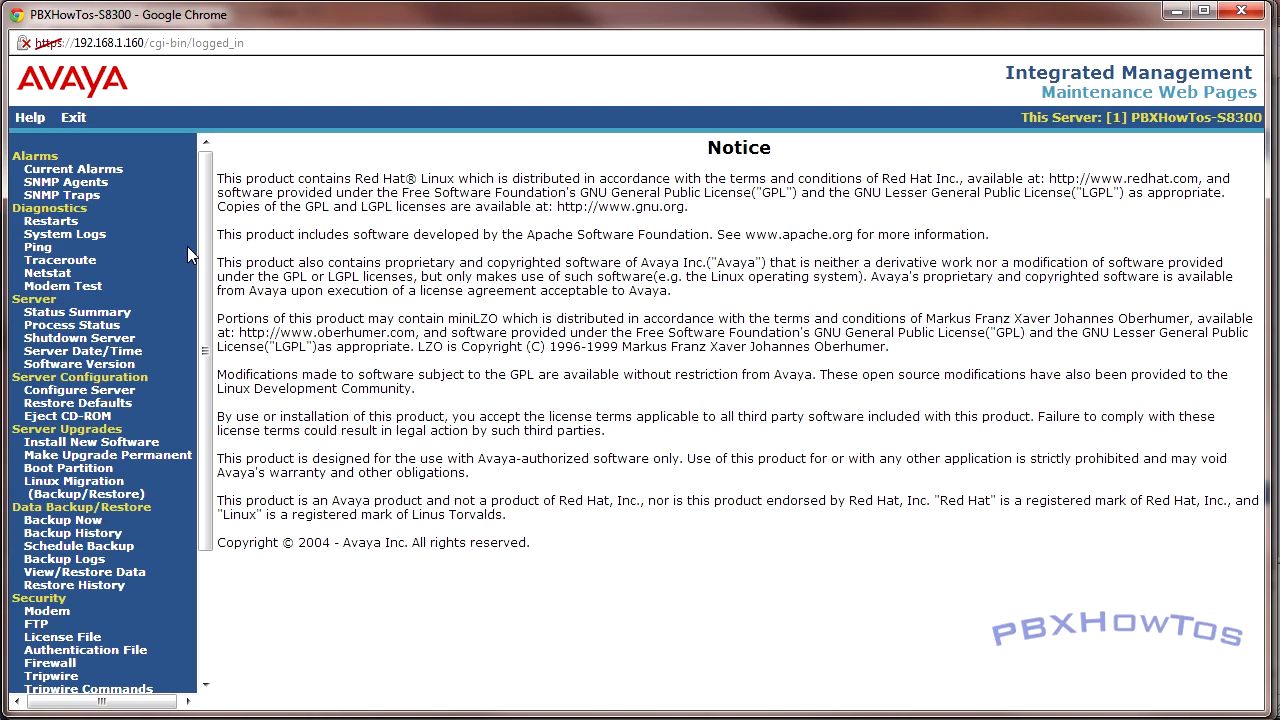 PBXHowTos-S8300 - Google Chrome
https://192.168.1.160/cgi-bin/logged_in
AVAYA
Integrated Management
Maintenance Web Pages
Help Exit
This Server: [1] PBXHowTos-S8300
Alarms
Current Alarms
SNMP Agents
SNMP Traps
Diagnostics
Restarts
System Logs
Ping
Traceroute
Netstat
Modem Test
Server
Status Summary
Process Status
Shutdown Server
Server Date/Time
Software Version
Server Configuration
Configure Server
Restore Defaults
Eject CD-ROM
Server Upgrades
Install New Software
Make Upgrade Permanent
Boot Partition
Linux Migration
(Backup/Restore)
Data Backup/Restore
Backup Now
Backup History
Schedule Backup
Backup Logs
View/Restore Data
Restore History
Security
Modem
FTP
License File
Authentication File
Firewall
Tripwire
Tripwire Commands
Notice
This product contains Red Hat® Linux which is distributed in accordance with the terms and conditions of Red Hat Inc., available at: http://www.redhat.com, and
software provided under the Free Software Foundation's GNU General Public License("GPL") and the GNU Lesser General Public License("LGPL") as appropriate.
Copies of the GPL and LGPL licenses are available at: http://www.gnu.org.
This product includes software developed by the Apache Software Foundation. See www.apache.org for more information.
This product also contains proprietary and copyrighted software of Avaya Inc.("Avaya") that is neither a derivative work nor a modification of software provided
under the GPL or LGPL licenses, but only makes use of such software(e.g. the Linux operating system). Avaya's proprietary and copyrighted software is available
from Avaya upon execution of a license agreement acceptable to Avaya.
Portions of this product may contain miniLZO which is distributed in accordance with the terms and conditions of Markus Franz Xaver Johannes Oberhumer, available
at: http://www.oberhumer.com, and software provided under the Free Software Foundation's GNU General Public License("GPL) and the GNU Lesser General Public
License("LGPL")as appropriate. LZO is Copyright (C) 1996-1999 Markus Franz Xaver Johannes Oberhumer.
Modifications made to software subject to the GPL are available without restriction from Avaya. These open source modifications have also been provided to the
Linux Development Community.
By use or installation of this product, you accept the license terms applicable to all third party software included with this product. Failure to comply with these
license terms could result in legal action by such third parties.
This product is designed for the use with Avaya-authorized software only. Use of this product for or with any other application is strictly prohibited and may void
Avaya's warranty and other obligations.
This product is an Avaya product and not a product of Red Hat, Inc., nor is this product endorsed by Red Hat, Inc. "Red Hat" is a registered mark of Red Hat, Inc., and
"Linux" is a registered mark of Linus Torvalds.
Copyright © 2004 - Avaya Inc. All rights reserved.
PBXHowTos